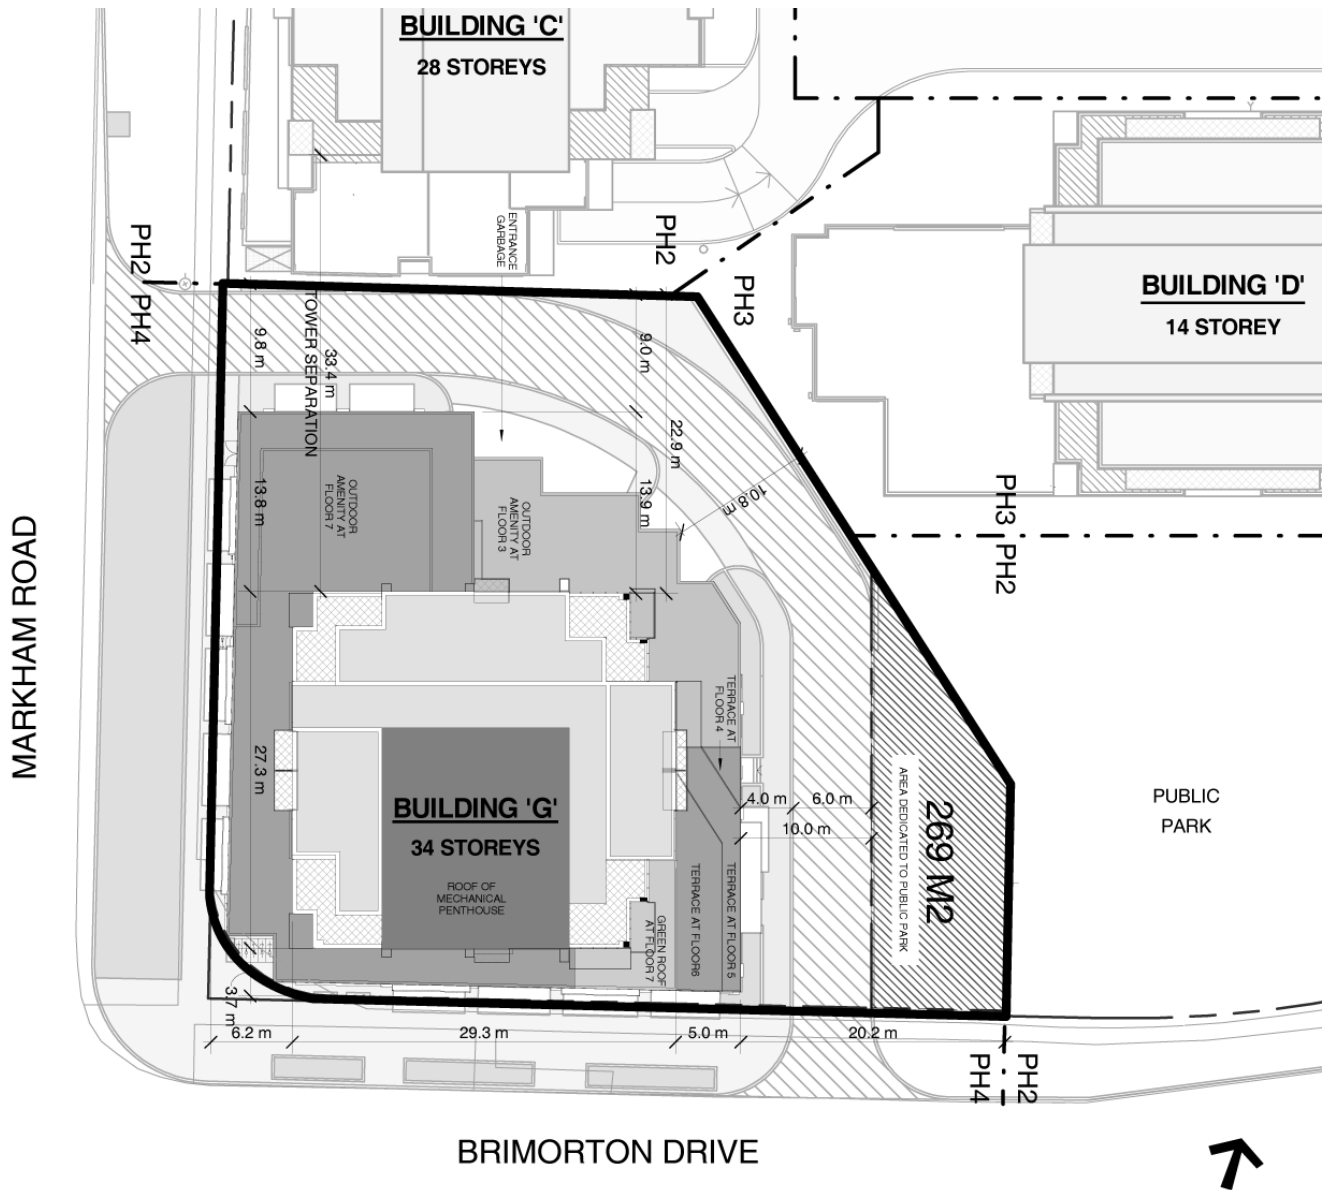 BUILDING 'C'
28 STOREYS
ENTRANCE
GARBAGE
PH2
PH4
PH2
PH3
BUILDING 'D'
14 STOREY
9.8 m
33.4 m
TOWER SEPARATION
9.0 m
22.9 m
13.8 m
13.9 m
10.8 m
OUTDOOR
AMENITY AT
FLOOR 7
OUTDOOR
AMENITY AT
FLOOR 3
PH3
PH2
MARKHAM ROAD
TERRACE AT
FLOOR 4
27.3 m
BUILDING 'G'
34 STOREYS
ROOF OF
MECHANICAL
PENTHOUSE
4.0 m
6.0 m
10.0 m
269 M2
AREA DEDICATED TO PUBLIC PARK
PUBLIC
PARK
TERRACE AT FLOOR6
TERRACE AT FLOOR 5
GREEN ROOF
AT FLOOR 7
3.7 m
6.2 m
29.3 m
5.0 m
20.2 m
PH4
PH2
BRIMORTON DRIVE